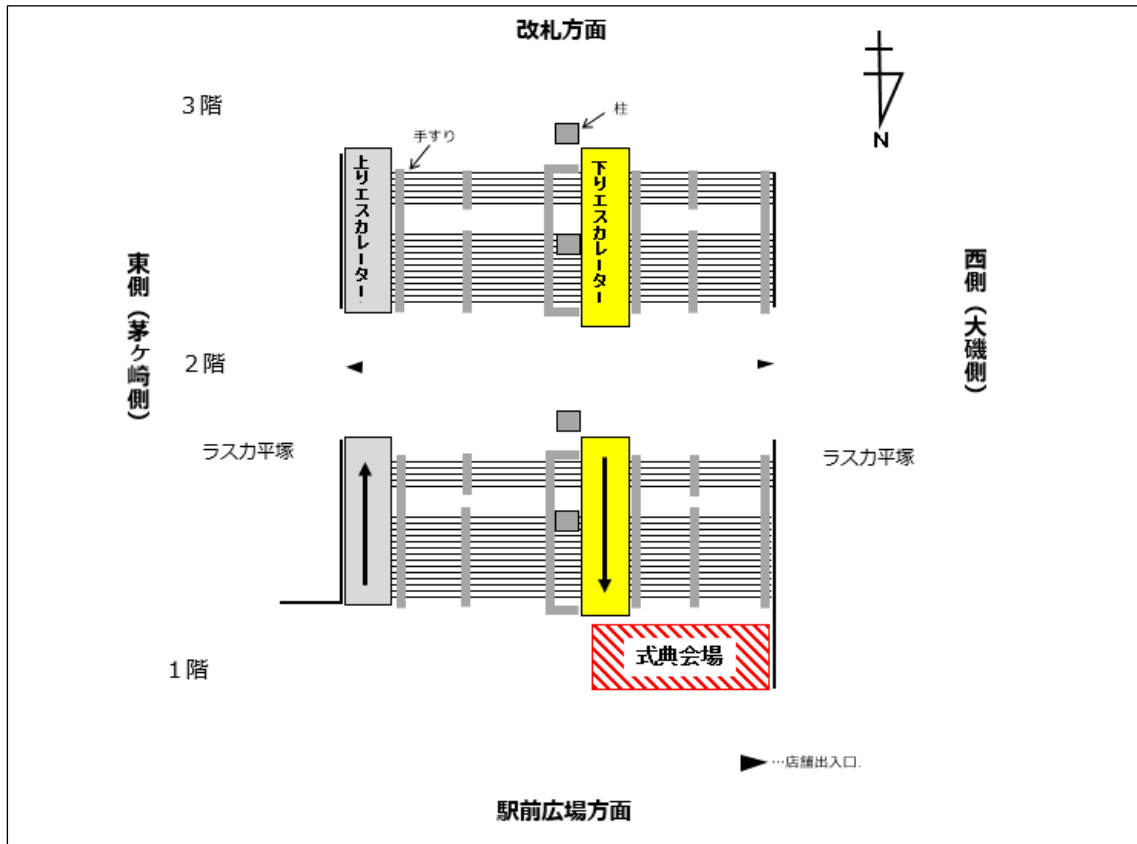 改札方面
N
3階
柱
手すり
上りエスカレーター
下りエスカレーター
東側（茅ヶ崎側）
西側（大磯側）
2階
ラスカ平塚
ラスカ平塚
式典会場
1階
…店舗出入口.
駅前広場方面